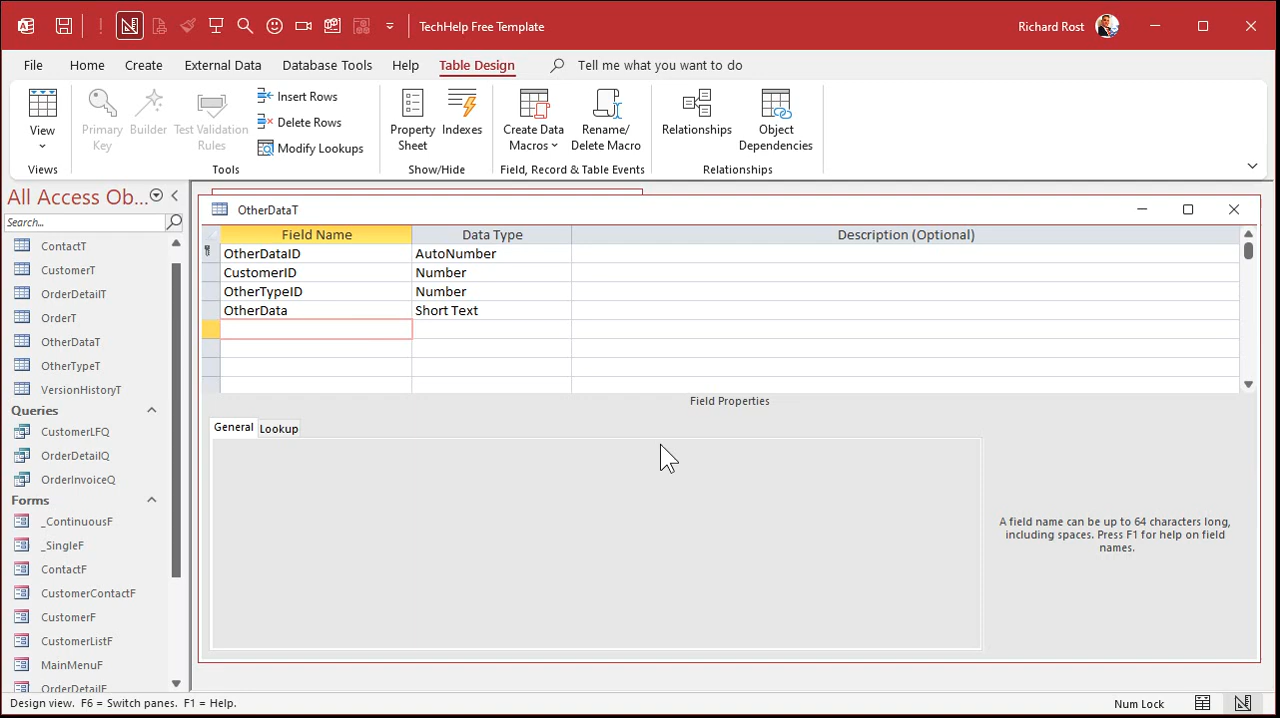 TechHelp Free Template
Richard Rost
File Home Create External Data Database Tools Help Table Design Tell me what you want to do
View
Primary Key
Builder
Test Validation Rules
Insert Rows
Delete Rows
Modify Lookups
Property Sheet
Indexes
Create Data Macros
Rename/ Delete Macro
Relationships
Object Dependencies
Views Tools Show/Hide Field, Record & Table Events Relationships
All Access Ob...
Search...
ContactT
CustomerT
OrderDetailT
OrderT
OtherDataT
OtherTypeT
VersionHistoryT
Queries
CustomerLFQ
OrderDetailQ
OrderInvoiceQ
Forms
_ContinuousF
_SingleF
ContactF
CustomerContactF
CustomerF
CustomerListF
MainMenuF
OrderDetailF
OtherDataT
Field Name Data Type Description (Optional)
OtherDataID AutoNumber
CustomerID Number
OtherTypeID Number
OtherData Short Text
Field Properties
General Lookup
A field name can be up to 64 characters long,
including spaces. Press F1 for help on field
names.
Design view. F6 = Switch panes. F1 = Help.
Num Lock